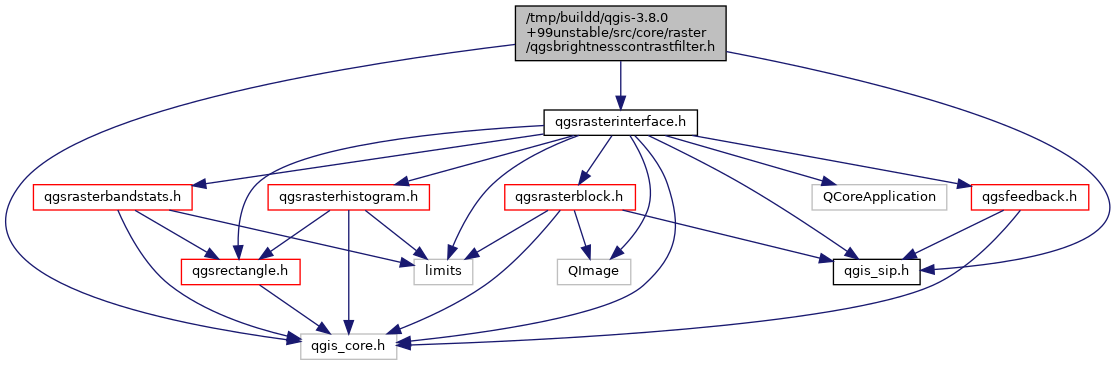 /tmp/buildd/qgis-3.8.0
+99unstable/src/core/raster
/qgsbrightnesscontrastfilter.h
qgsrasterinterface.h
qgsrasterbandstats.h
qgsrasterhistogram.h
qgsrasterblock.h
QCoreApplication
qgsfeedback.h
qgsrectangle.h
limits
QImage
qgis_sip.h
qgis_core.h